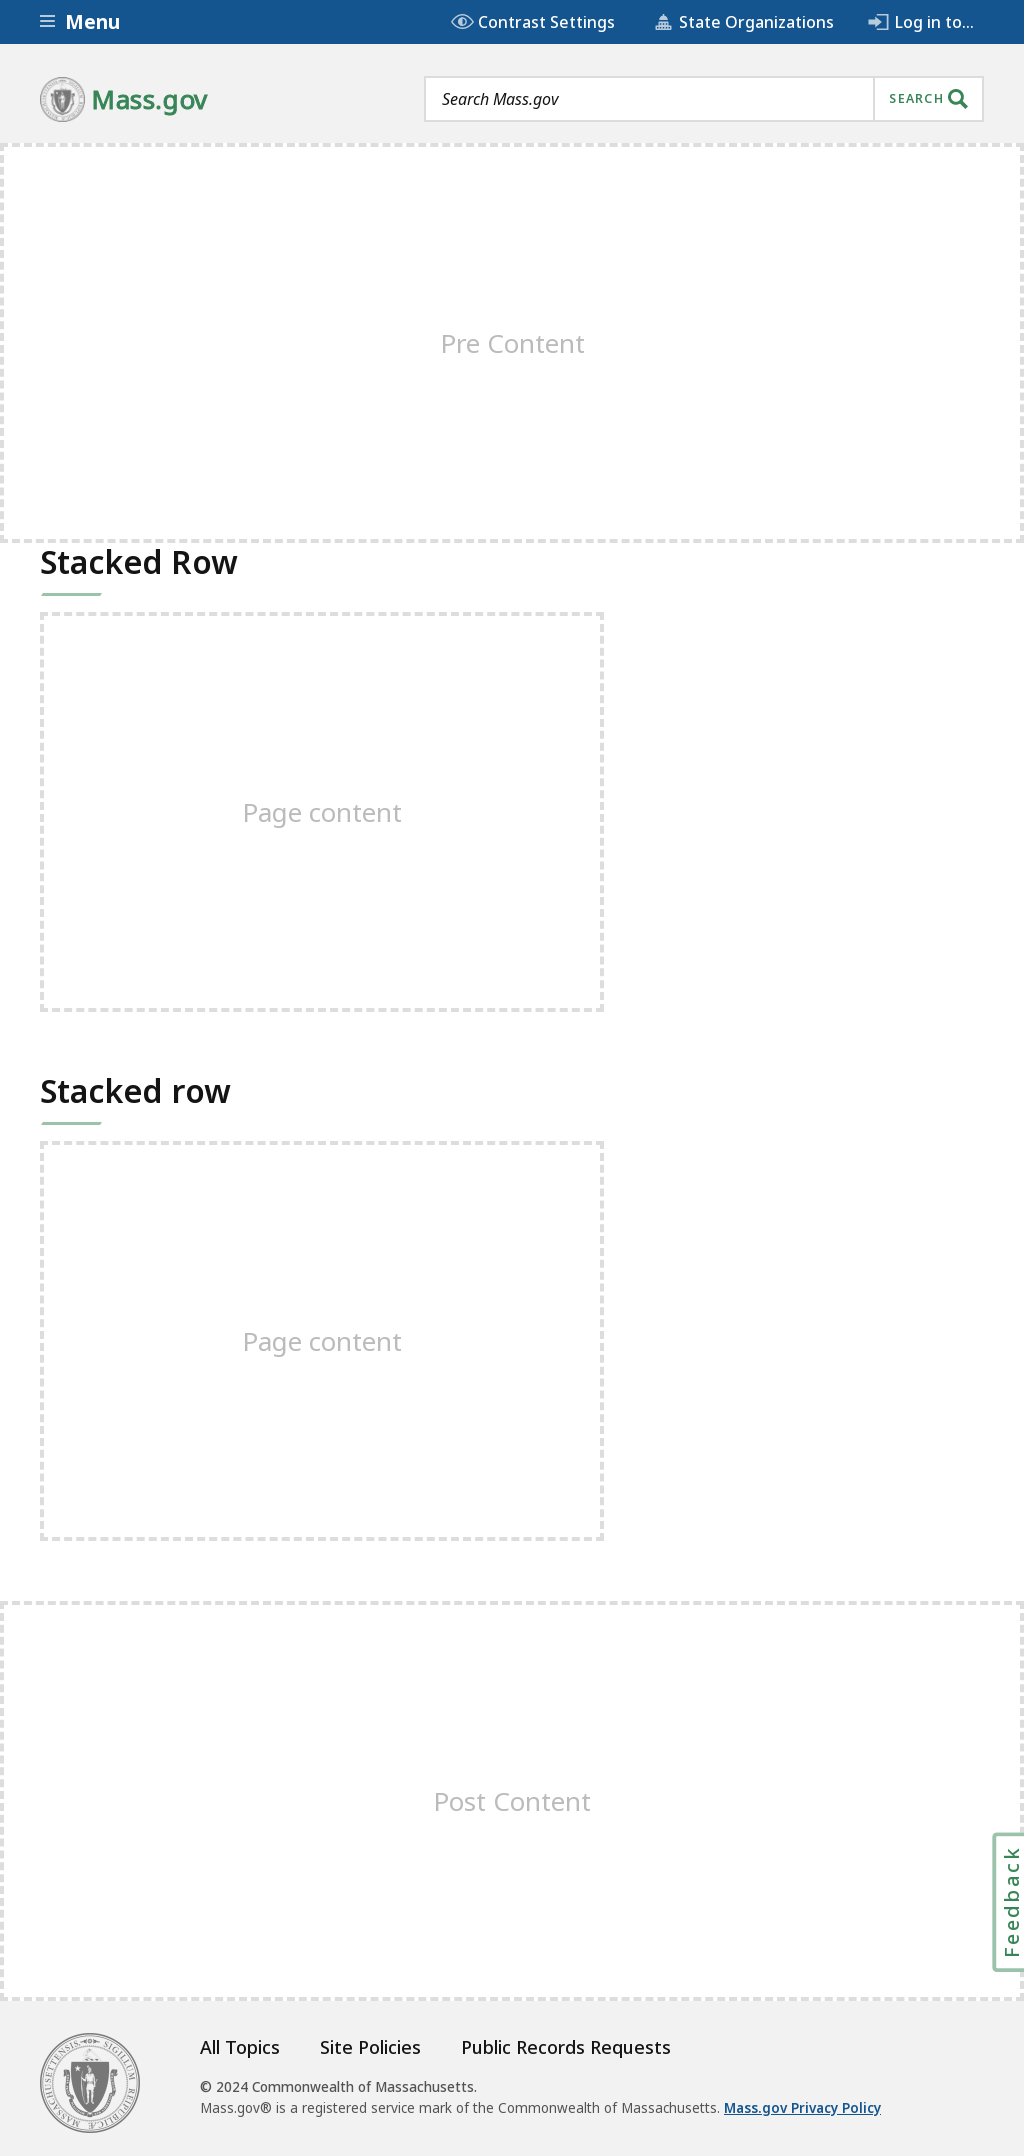 Menu
Contrast Settings
State Organizations
Log in to...
Mass.gov
Search Mass.gov
SEARCH
Pre Content
Stacked Row
Page content
Stacked row
Page content
Post Content
Feedback
All Topics
Site Policies
Public Records Requests
© 2024 Commonwealth of Massachusetts.
Mass.gov® is a registered service mark of the Commonwealth of Massachusetts. Mass.gov Privacy Policy